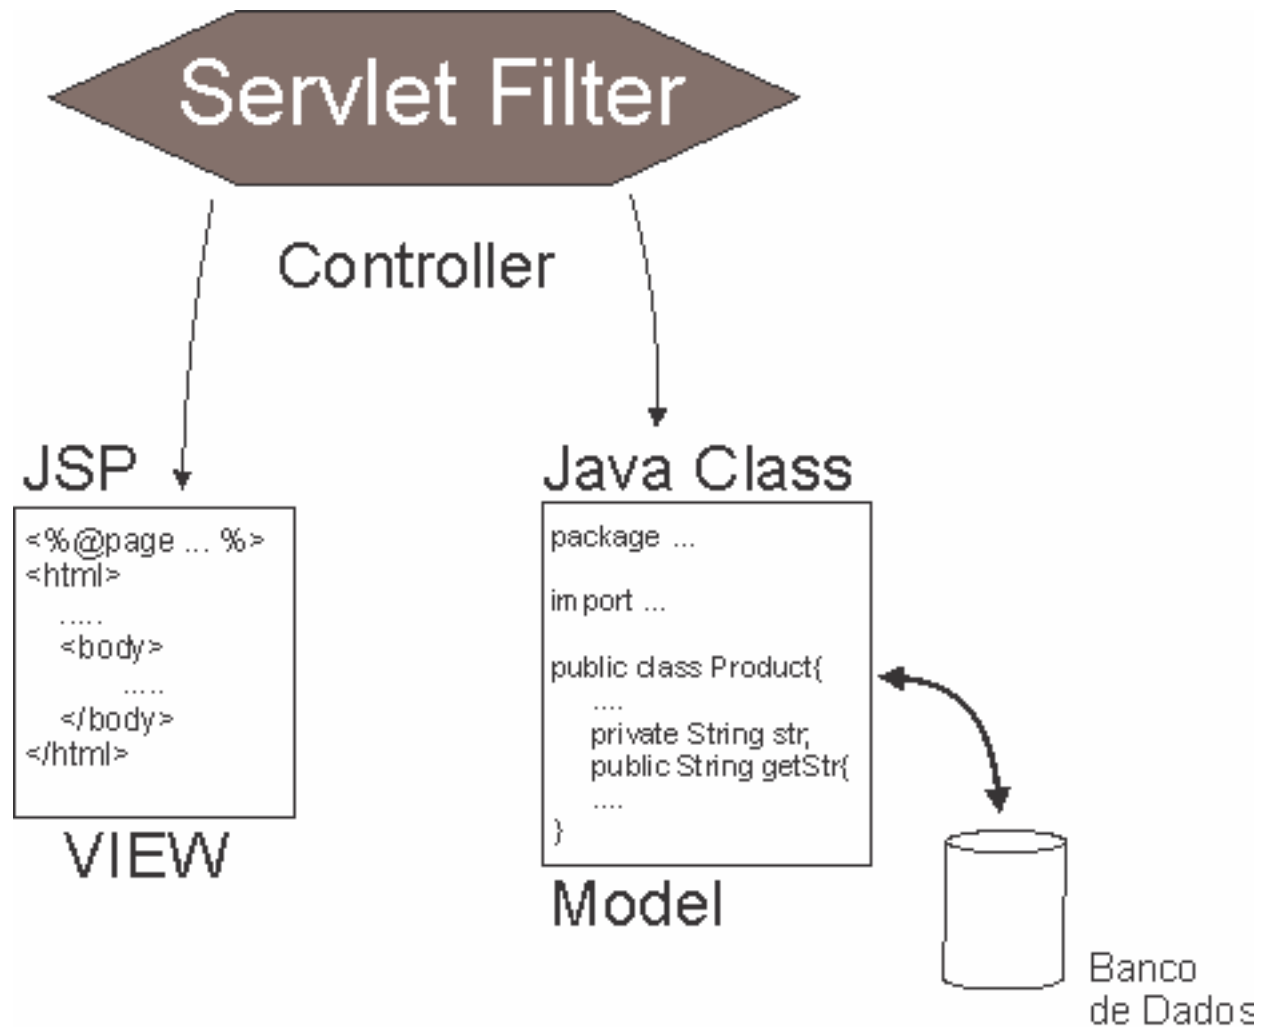 Servlet Filter
Controller
JSP
<%@page ... %>
<html>
.....
<body>
.....
</body>
</html>
VIEW
Java Class
package ...
import ...
public class Product{
....
private String str;
public String getStr{
....
}
Model
Banco
de Dados